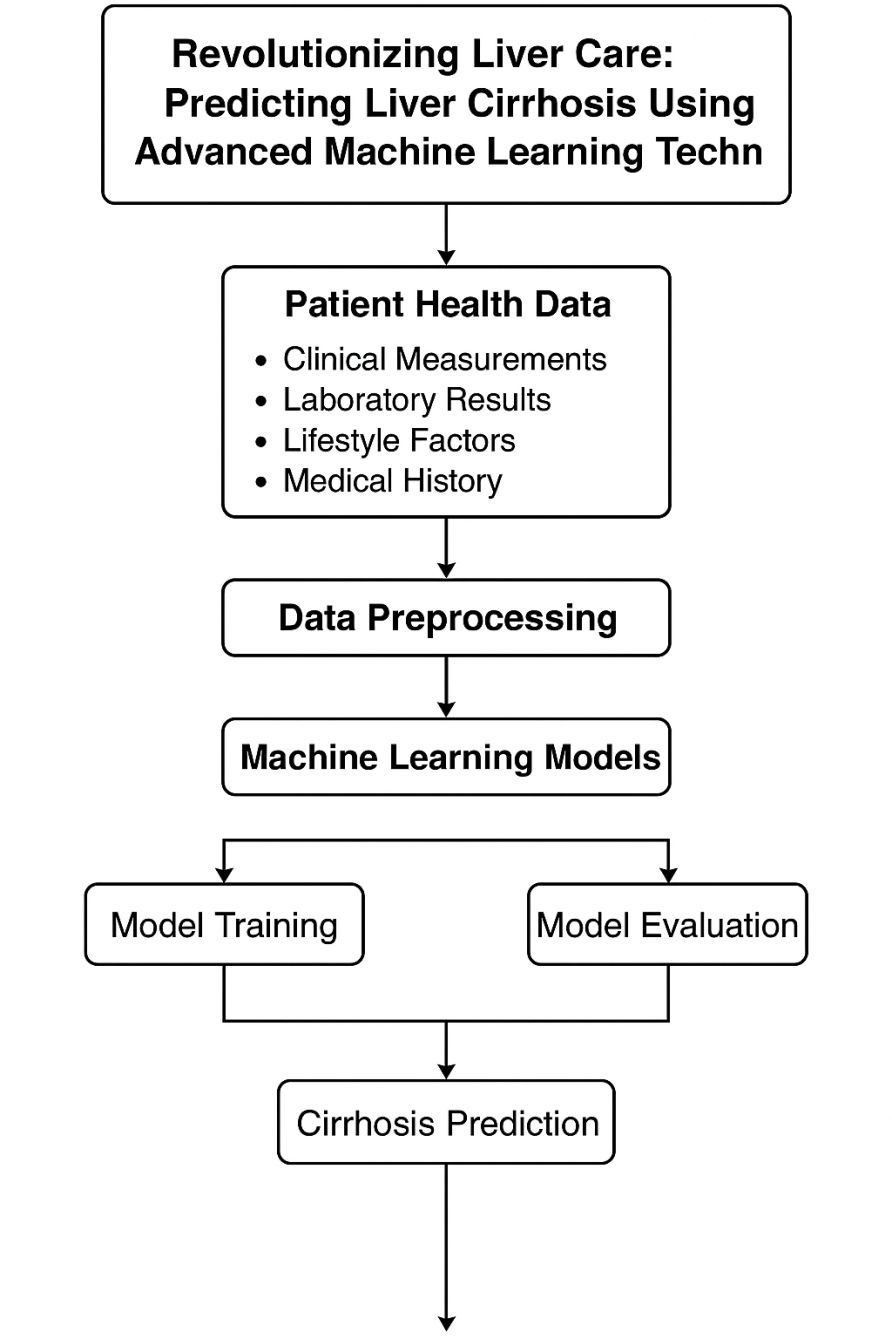 Revolutionizing Liver Care:
Predicting Liver Cirrhosis Using
Advanced Machine Learning Techn
Patient Health Data
• Clinical Measurements
• Laboratory Results
• Lifestyle Factors
• Medical History
Data Preprocessing
Machine Learning Models
Model Training
Model Evaluation
Cirrhosis Prediction